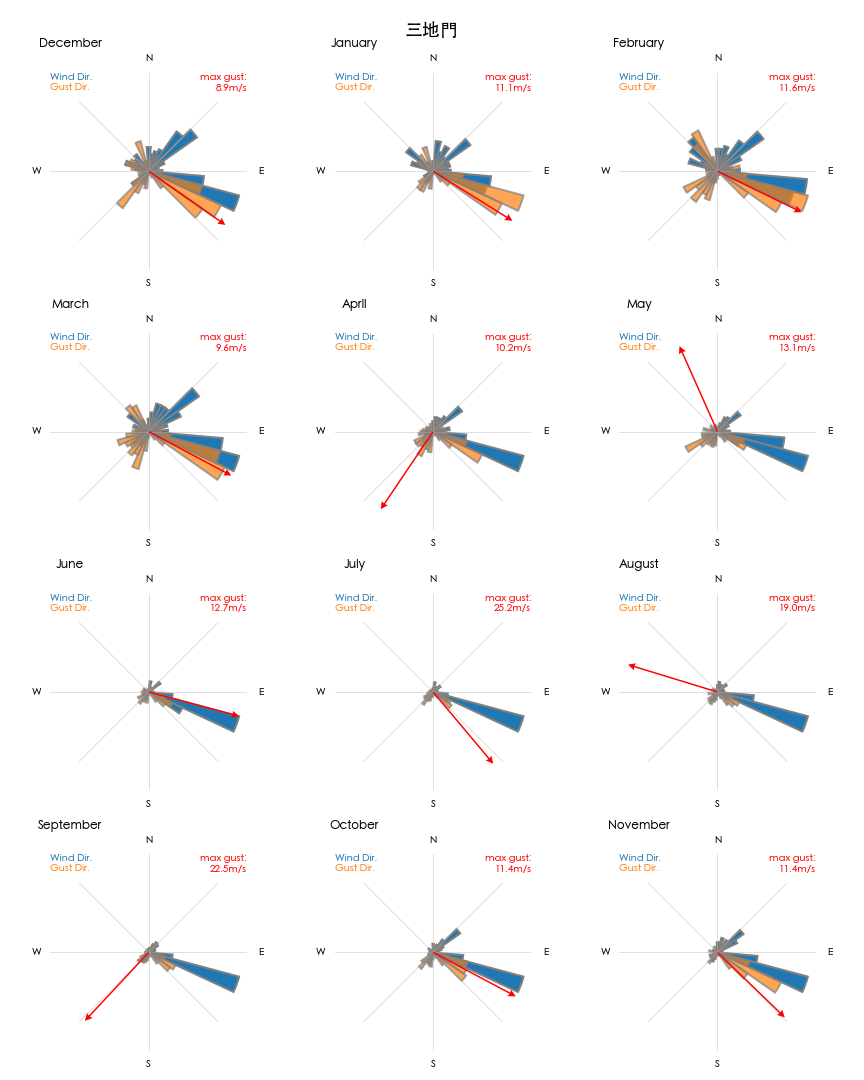 三地門
December
January
February
N
N
N
Wind Dir.
Gust Dir.
max gust:
8.9m/s
Wind Dir.
Gust Dir.
max gust:
11.1m/s
Wind Dir.
Gust Dir.
max gust:
11.6m/s
W
E
W
E
W
E
S
S
S
March
April
May
N
N
N
Wind Dir.
Gust Dir.
max gust:
9.6m/s
Wind Dir.
Gust Dir.
max gust:
10.2m/s
Wind Dir.
Gust Dir.
max gust:
13.1m/s
W
E
W
E
W
E
S
S
S
June
July
August
N
N
N
Wind Dir.
Gust Dir.
max gust:
12.7m/s
Wind Dir.
Gust Dir.
max gust:
25.2m/s
Wind Dir.
Gust Dir.
max gust:
19.0m/s
W
E
W
E
W
E
S
S
S
September
October
November
N
N
N
Wind Dir.
Gust Dir.
max gust:
22.5m/s
Wind Dir.
Gust Dir.
max gust:
11.4m/s
Wind Dir.
Gust Dir.
max gust:
11.4m/s
W
E
W
E
W
E
S
S
S